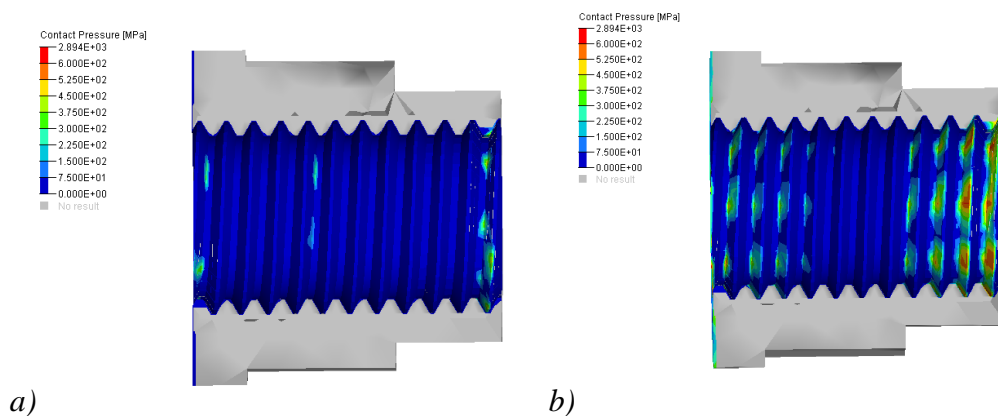 Contact Pressure [MPa]
2.894E+03
6.000E+02
5.250E+02
4.500E+02
3.750E+02
3.000E+02
2.250E+02
1.500E+02
7.500E+01
0.000E+00
No result
a)
Contact Pressure [MPa]
2.894E+03
6.000E+02
5.250E+02
4.500E+02
3.750E+02
3.000E+02
2.250E+02
1.500E+02
7.500E+01
0.000E+00
No result
b)